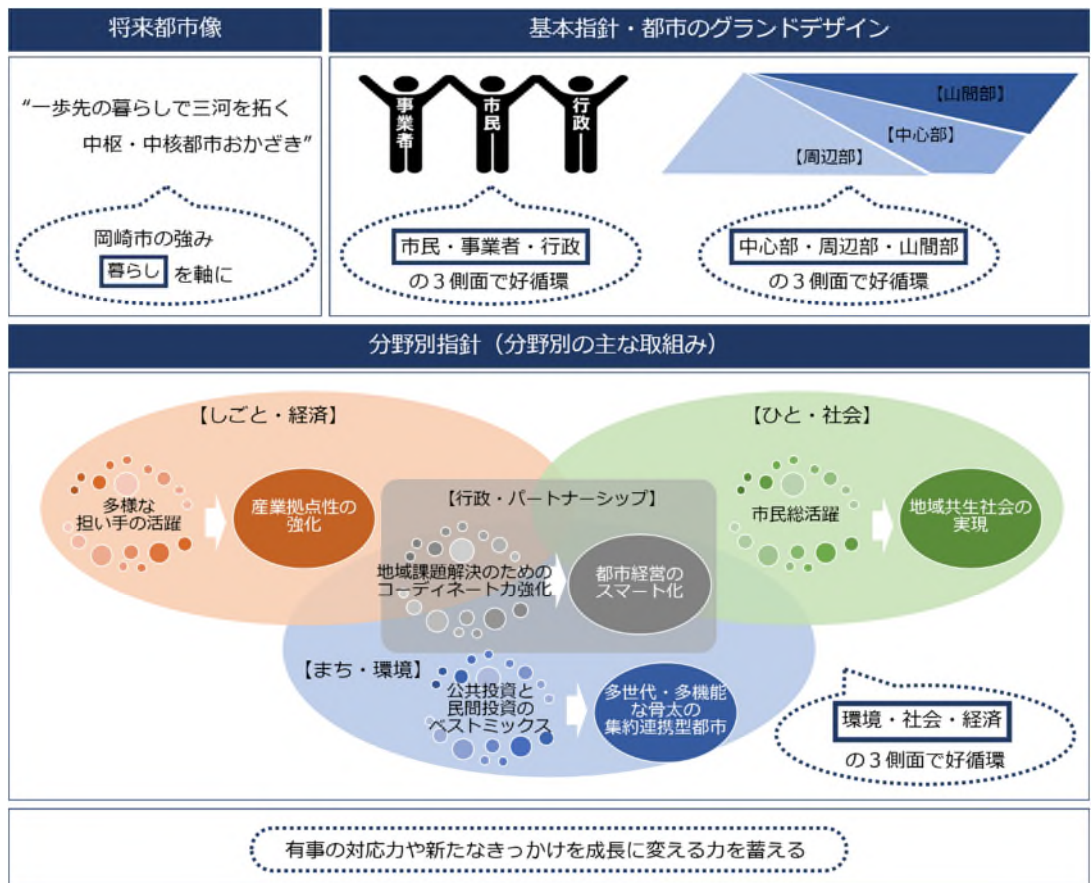 将来都市像
基本指針・都市のグランドデザイン
“一歩先の暮らしで三河を拓く
中枢・中核都市おかざき”
岡崎市の強み
暮らし を軸に
事業者
市民
行政
市民・事業者・行政
の３側面で好循環
【山間部】
【中心部】
【周辺部】
中心部・周辺部・山間部
の３側面で好循環
分野別指針（分野別の主な取組み）
【しごと・経済】
多様な
担い手の活躍
産業拠点性の
強化
【ひと・社会】
市民総活躍
地域共生社会の
実現
【行政・パートナーシップ】
地域課題解決のための
コーディネート力強化
都市経営の
スマート化
【まち・環境】
公共投資と
民間投資の
ベストミックス
多世代・多機能
な骨太の
集約連携型都市
環境・社会・経済
の３側面で好循環
有事の対応力や新たなきっかけを成長に変える力を蓄える